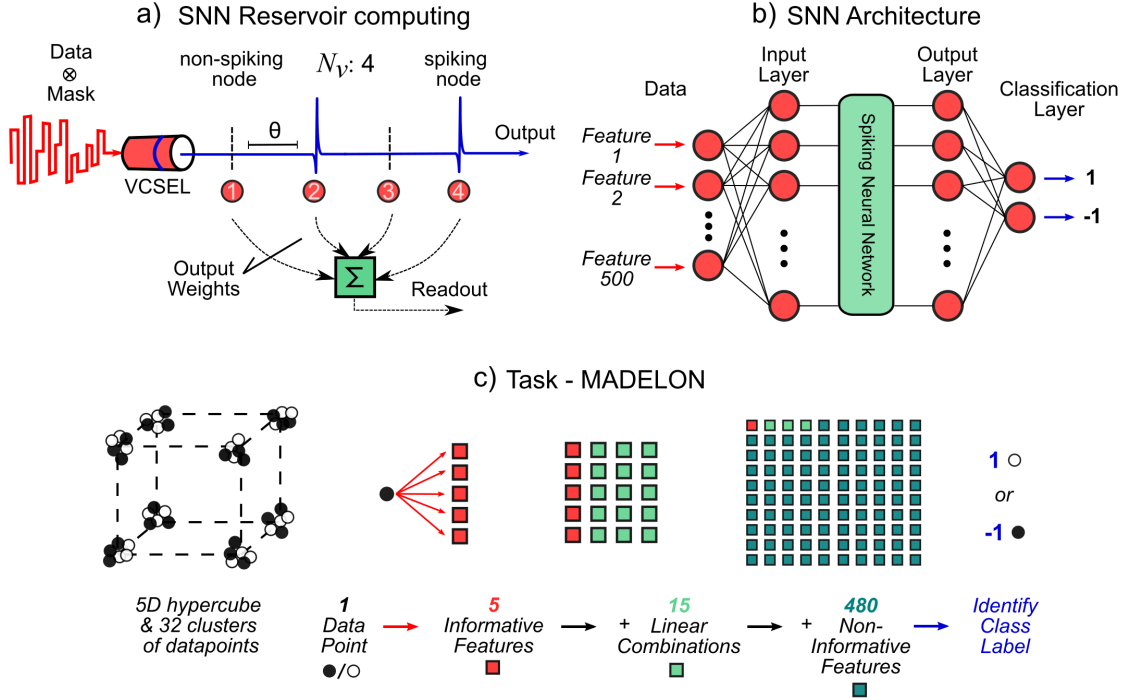 a) SNN Reservoir computing
Data
⊗
Mask
non-spiking
node
N_v: 4
spiking
node
θ
Output
VCSEL
1
2
3
4
Output
Weights
Σ
Readout
b) SNN Architecture
Data
Input
Layer
Output
Layer
Classification
Layer
Feature
1
Feature
2
Feature
500
Spiking Neural Network
1
-1
c) Task - MADELON
1
or
-1
5D hypercube
& 32 clusters
of datapoints
1
Data
Point
/
5
Informative
Features
15
+ Linear
Combinations
480
+ Non-
Informative
Features
Identify
Class
Label